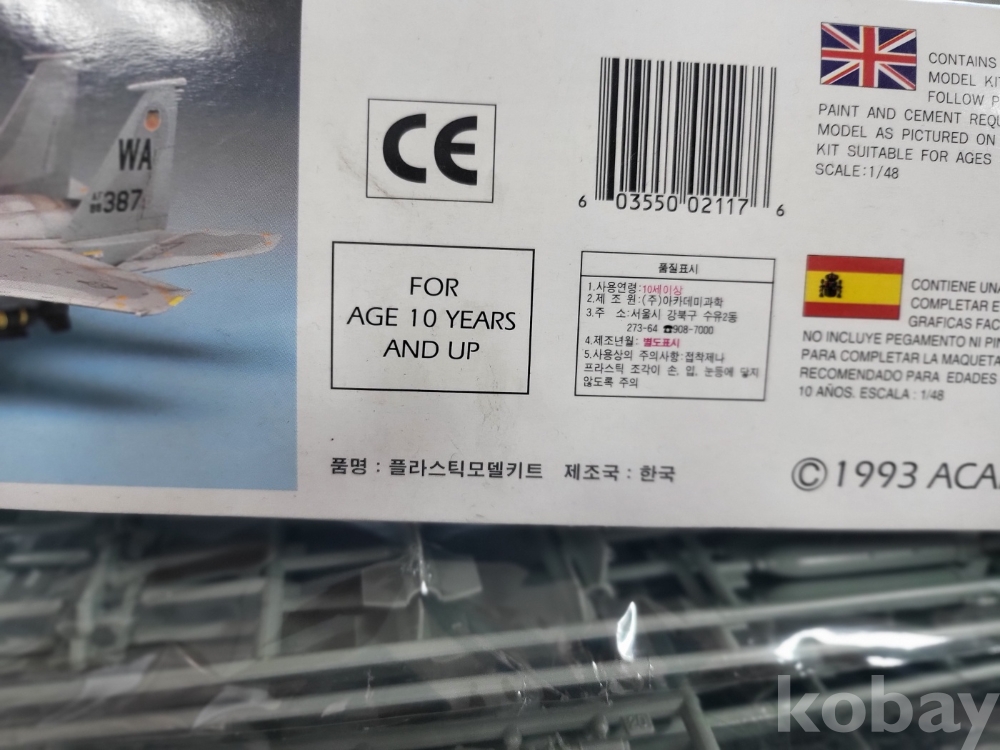 WA
AF
88 387
CE
6 03550 02117 6
CONTAINS
MODEL KIT
FOLLOW
PAINT AND CEMENT REQU
MODEL AS PICTURED ON
KIT SUITABLE FOR AGES
SCALE:1/48
FOR
AGE 10 YEARS
AND UP
품질표시
1.사용연령:10세이상
2.제 조 원:(주)아카데미과학
3.주 소:서울시 강북구 수유2동
273-64 ☎908-7000
4.제조년월: 별도표시
5.사용상의 주의사항:접착제나
프라스틱 조각이 손, 입, 눈등에 닿지
않도록 주의
CONTIENE UNA
COMPLETAR E
GRAFICAS FAC
NO INCLUYE PEGAMENTO NI PIN
PARA COMPLETAR LA MAQUETA
RECOMENDADO PARA EDADES
10 AÑOS. ESCALA : 1/48
품명 : 플라스틱모델키트 제조국 : 한국
©1993 ACA
kobay